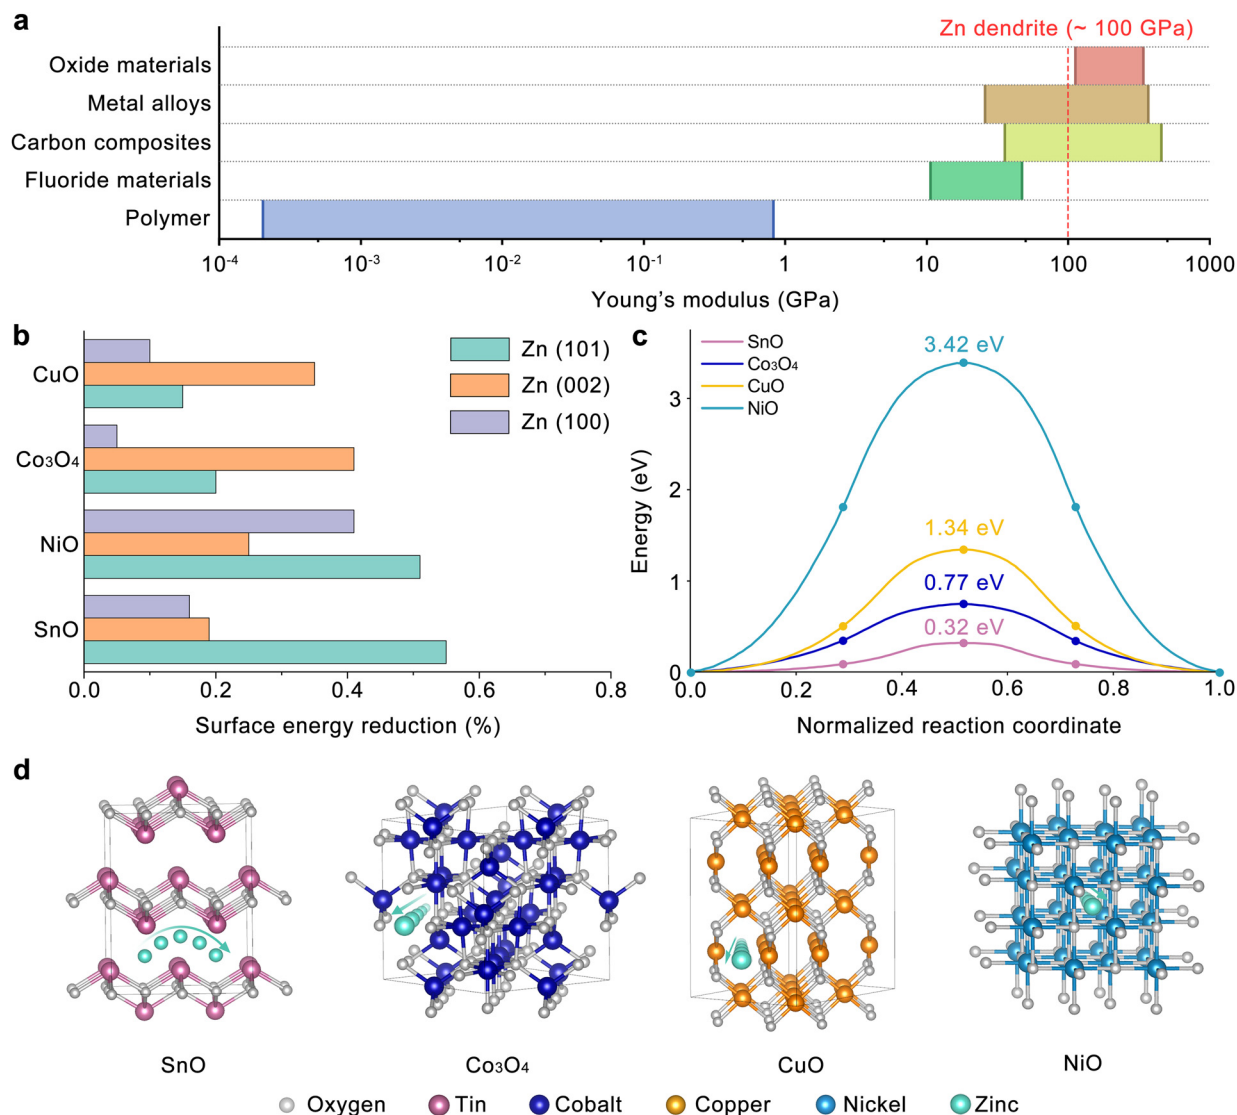 a
Zn dendrite (~ 100 GPa)
Oxide materials
Metal alloys
Carbon composites
Fluoride materials
Polymer
10⁻⁴ 10⁻³ 10⁻² 10⁻¹ 1 10 100 1000
Young's modulus (GPa)
b
CuO
Co₃O₄
NiO
SnO
Zn (101)
Zn (002)
Zn (100)
0.0 0.2 0.4 0.6 0.8
Surface energy reduction (%)
c
SnO
Co₃O₄
CuO
NiO
3.42 eV
1.34 eV
0.77 eV
0.32 eV
3
2
1
0
Energy (eV)
0.0 0.2 0.4 0.6 0.8 1.0
Normalized reaction coordinate
d
SnO Co₃O₄ CuO NiO
Oxygen Tin Cobalt Copper Nickel Zinc